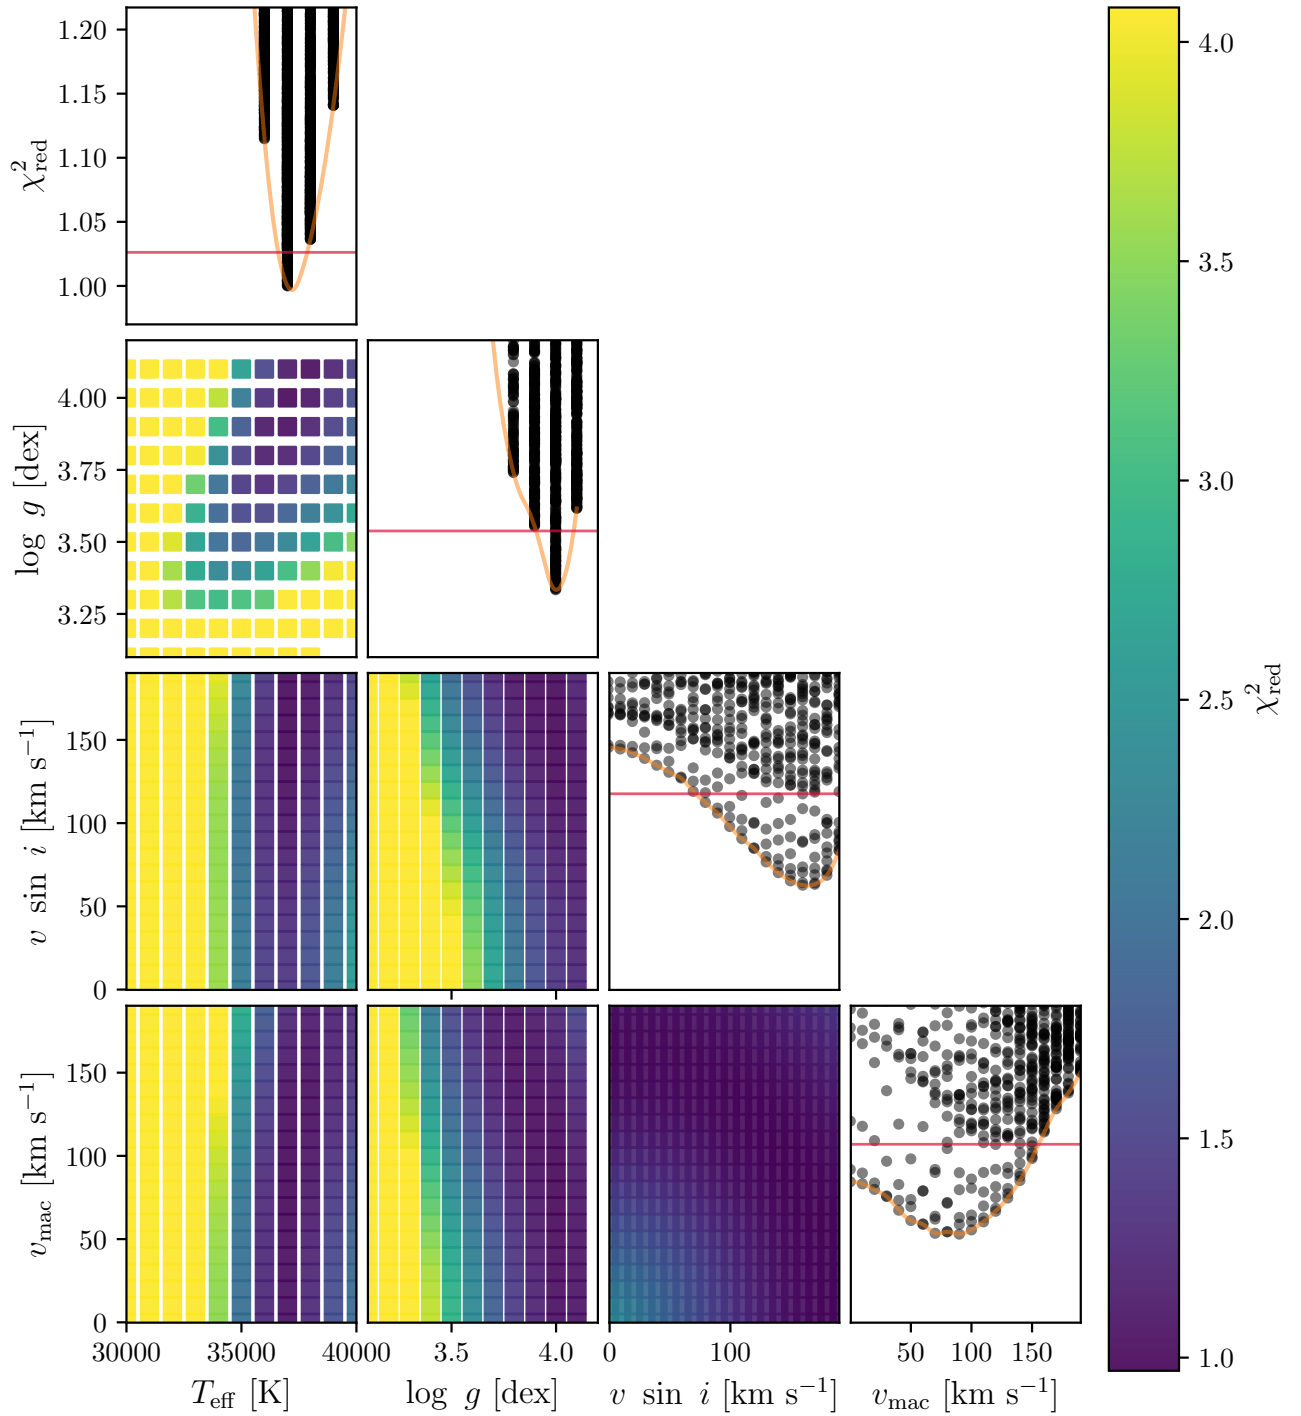 1.20
1.15
1.10
1.05
1.00
χ²red
4.00
3.75
3.50
3.25
log g [dex]
150
100
50
0
v sin i [km s⁻¹]
150
100
50
0
vmac [km s⁻¹]
30000 35000 40000
3.5 4.0
0 100
50 100 150
Teff [K]
log g [dex]
v sin i [km s⁻¹]
vmac [km s⁻¹]
4.0
3.5
3.0
2.5
2.0
1.5
1.0
χ²red